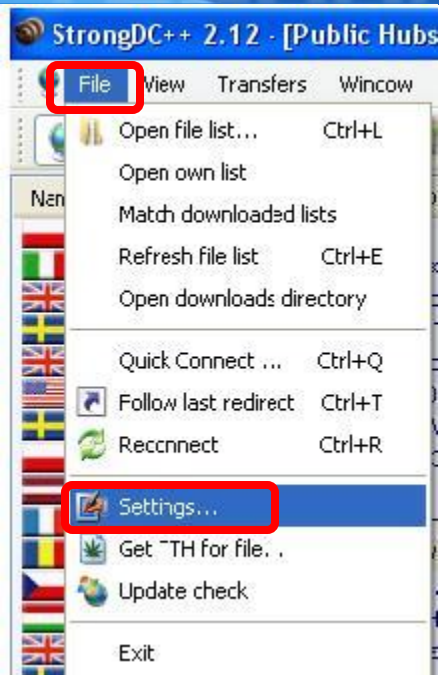 StrongDC++ 2.12 - [Public Hubs
File View Transfers Window
Open file list... Ctrl+L
Open own list
Nan
Match downloaded lists
Refresh file list Ctrl+E
Open downloads directory
Quick Connect ... Ctrl+Q
Follow last redirect Ctrl+T
Reconnect Ctrl+R
Settings...
Get TTH for file...
Update check
Exit